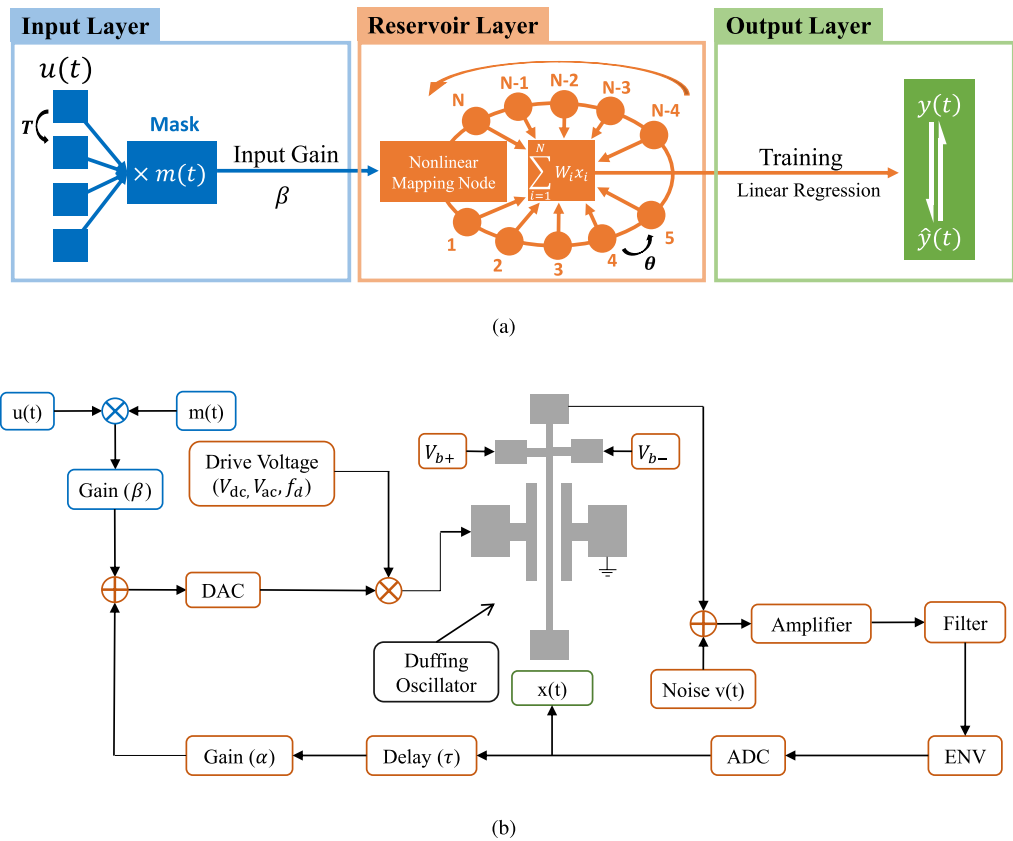 Input Layer
Reservoir Layer
Output Layer
u(t)
T
Mask
× m(t)
Input Gain
β
N
N-1
N-2
N-3
N-4
Nonlinear
Mapping Node
N
∑ W_i x_i
i=1
1
2
3
4
5
θ
Training
Linear Regression
y(t)
ŷ(t)
(a)
u(t)
m(t)
Gain (β)
Drive Voltage
(V_dc, V_ac, f_d)
V_b+
V_b−
DAC
Duffing
Oscillator
x(t)
Amplifier
Filter
Noise v(t)
Gain (α)
Delay (τ)
ADC
ENV
(b)